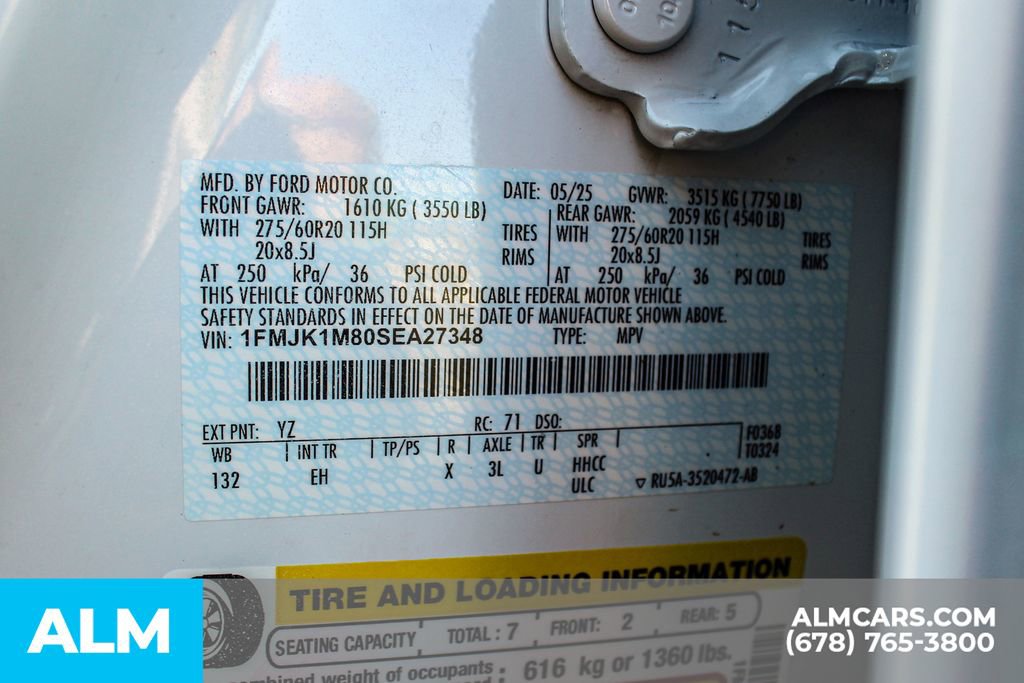 MFD. BY FORD MOTOR CO. DATE: 05/25 GVWR: 3515 KG ( 7750 LB)
FRONT GAWR: 1610 KG ( 3550 LB) REAR GAWR: 2059 KG ( 4540 LB)
WITH 275/60R20 115H TIRES WITH 275/60R20 115H TIRES
20x8.5J RIMS 20x8.5J RIMS
AT 250 kPa/ 36 PSI COLD AT 250 kPa/ 36 PSI COLD
THIS VEHICLE CONFORMS TO ALL APPLICABLE FEDERAL MOTOR VEHICLE
SAFETY STANDARDS IN EFFECT ON THE DATE OF MANUFACTURE SHOWN ABOVE.
VIN: 1FMJK1M80SEA27348 TYPE: MPV
EXT PNT: YZ RC: 71 DSO: F0368
WB INT TR TP/PS R AXLE TR SPR T0324
132 EH X 3L U HHCC
ULC RU5A-3520472-AB
TIRE AND LOADING INFORMATION
SEATING CAPACITY TOTAL : 7 FRONT: 2 REAR: 5
combined weight of occupants 616 kg or 1360 lbs.
ALM
ALMCARS.COM
(678) 765-3800